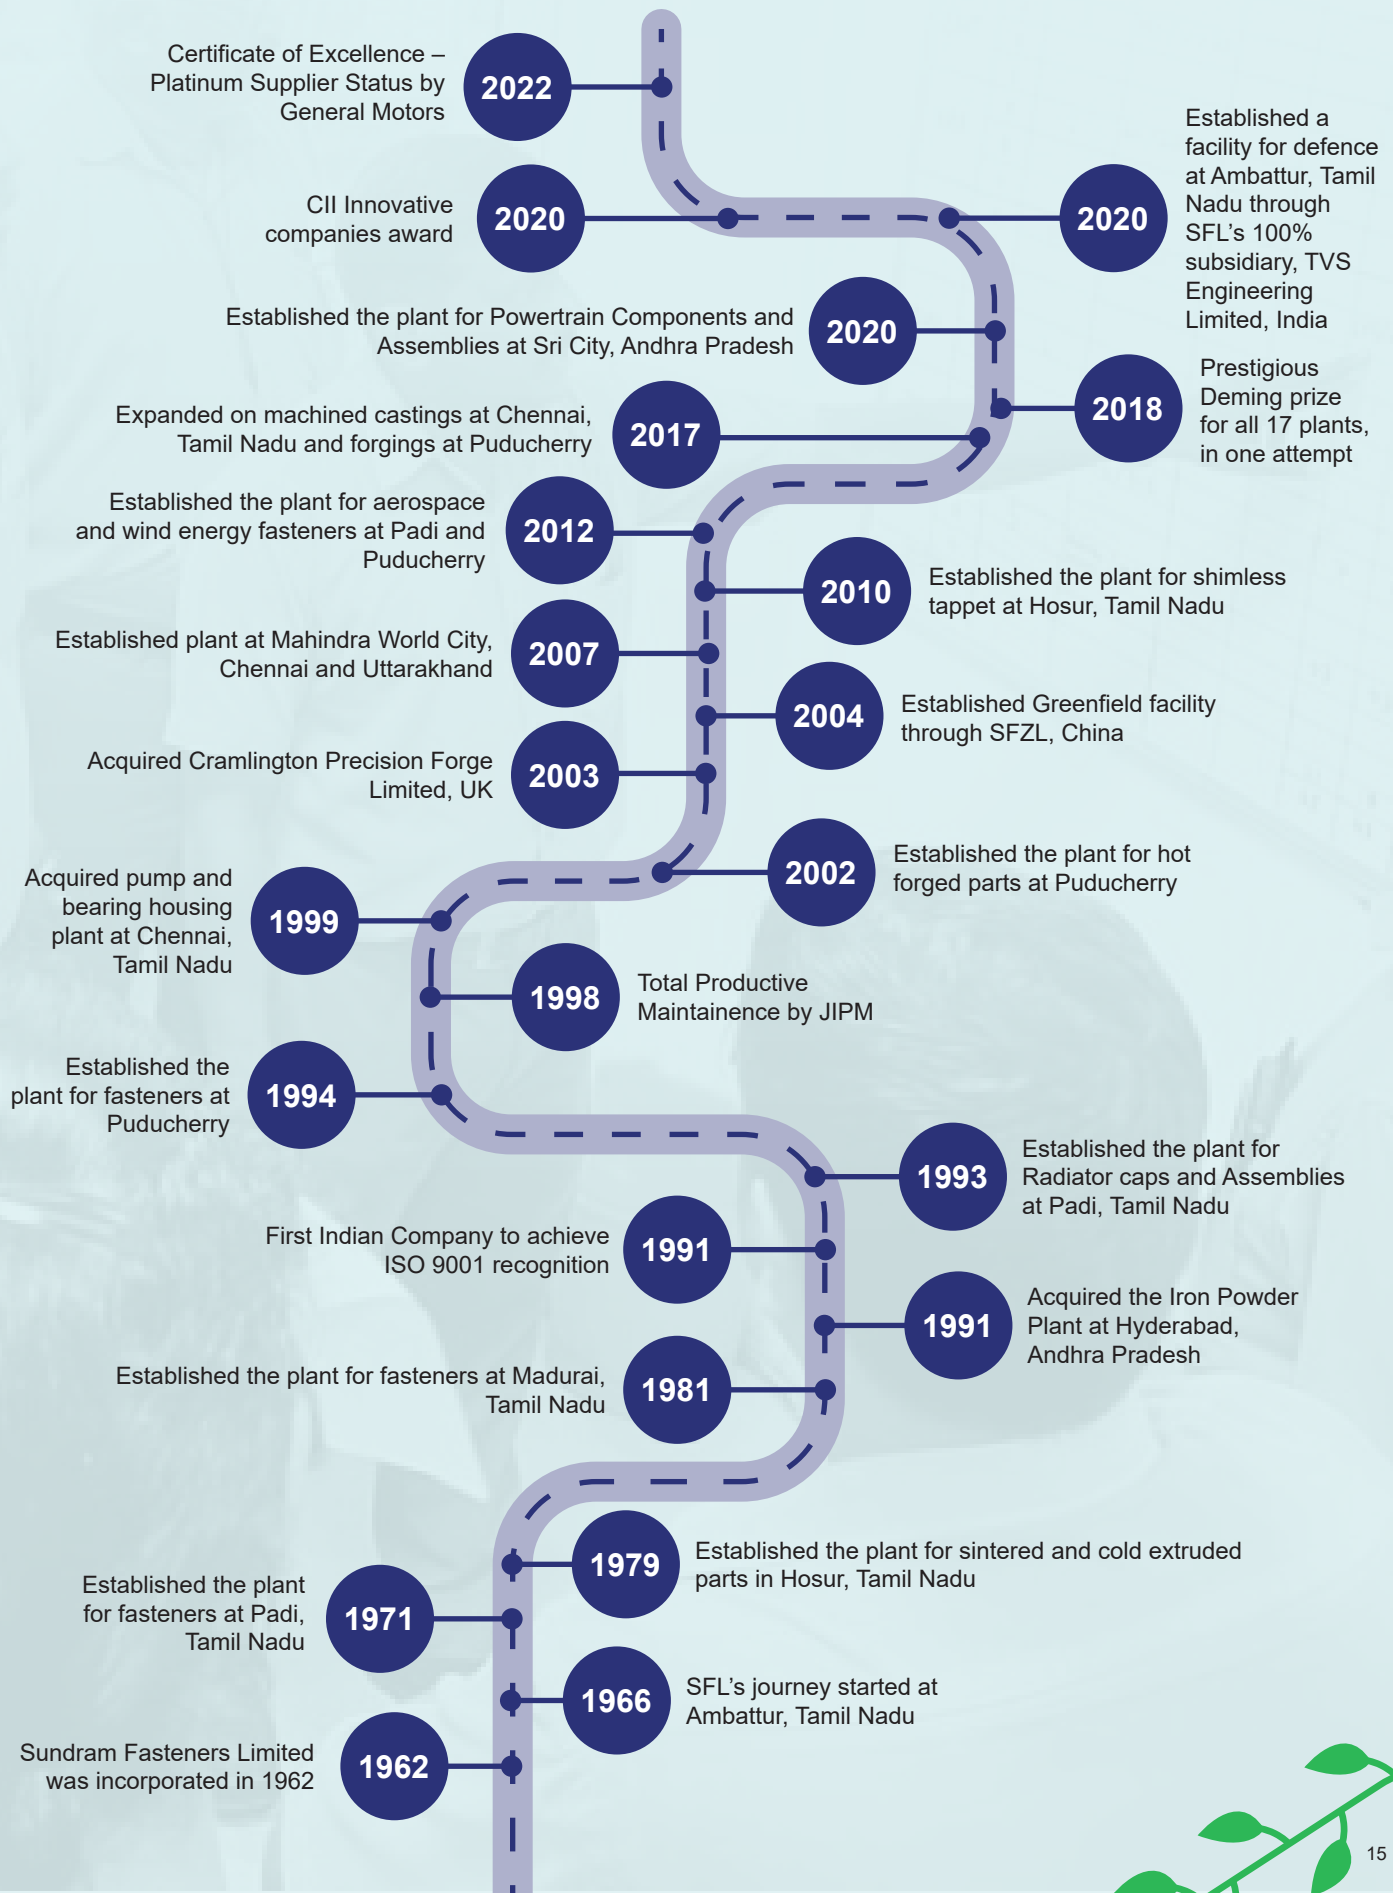 Certificate of Excellence –
Platinum Supplier Status by
General Motors
2022
CII Innovative
companies award
2020
2020
Established a
facility for defence
at Ambattur, Tamil
Nadu through
SFL’s 100%
subsidiary, TVS
Engineering
Limited, India
Established the plant for Powertrain Components and
Assemblies at Sri City, Andhra Pradesh
2020
2018
Prestigious
Deming prize
for all 17 plants,
in one attempt
Expanded on machined castings at Chennai,
Tamil Nadu and forgings at Puducherry
2017
Established the plant for aerospace
and wind energy fasteners at Padi and
Puducherry
2012
2010
Established the plant for shimless
tappet at Hosur, Tamil Nadu
Established plant at Mahindra World City,
Chennai and Uttarakhand
2007
2004
Established Greenfield facility
through SFZL, China
Acquired Cramlington Precision Forge
Limited, UK
2003
2002
Established the plant for hot
forged parts at Puducherry
Acquired pump and
bearing housing
plant at Chennai,
Tamil Nadu
1999
1998
Total Productive
Maintainence by JIPM
Established the
plant for fasteners at
Puducherry
1994
1993
Established the plant for
Radiator caps and Assemblies
at Padi, Tamil Nadu
First Indian Company to achieve
ISO 9001 recognition
1991
1991
Acquired the Iron Powder
Plant at Hyderabad,
Andhra Pradesh
Established the plant for fasteners at Madurai,
Tamil Nadu
1981
1979
Established the plant for sintered and cold extruded
parts in Hosur, Tamil Nadu
Established the plant
for fasteners at Padi,
Tamil Nadu
1971
1966
SFL’s journey started at
Ambattur, Tamil Nadu
Sundram Fasteners Limited
was incorporated in 1962
1962
15